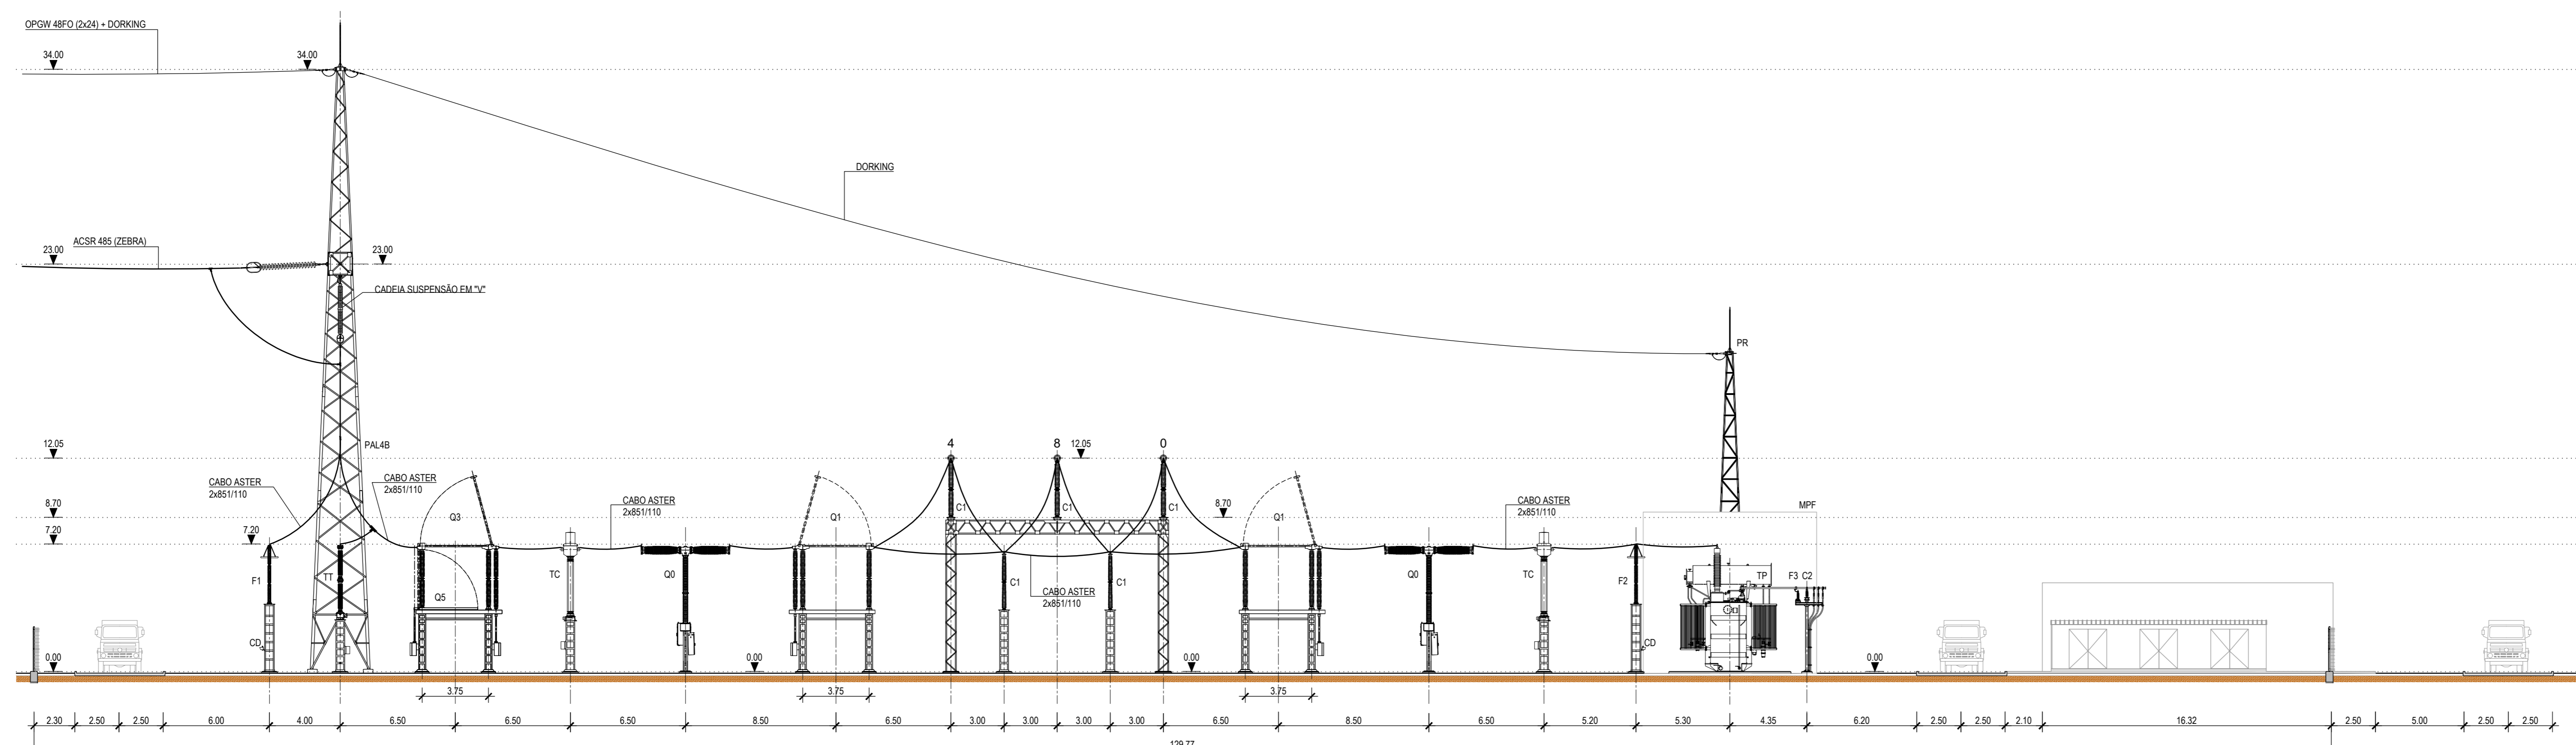 OPGW 48FO (2x24) + DORKING
34.00
34.00
DORKING
ACSR 485 (ZEBRA)
23.00
23.00
CADEIA SUSPENSÃO EM "V"
PR
12.05
PAL4B
4
8
12.05
0
CABO ASTER
2x851/110
CABO ASTER
2x851/110
CABO ASTER
2x851/110
CABO ASTER
2x851/110
8.70
8.70
MPF
Q3
Q1
C1
C1
C1
Q1
7.20
7.20
F1
TT
TC
Q0
Q0
TC
F2
TP
F3
C2
Q5
C1
C1
CABO ASTER
2x851/110
CD
CD
0.00
0.00
0.00
0.00
3.75
3.75
3.75
2.30
2.50
2.50
6.00
4.00
6.50
6.50
6.50
8.50
6.50
3.00
3.00
3.00
3.00
6.50
8.50
6.50
5.20
5.30
4.35
6.20
2.50
2.50
2.10
16.32
2.50
5.00
2.50
2.50
129.77